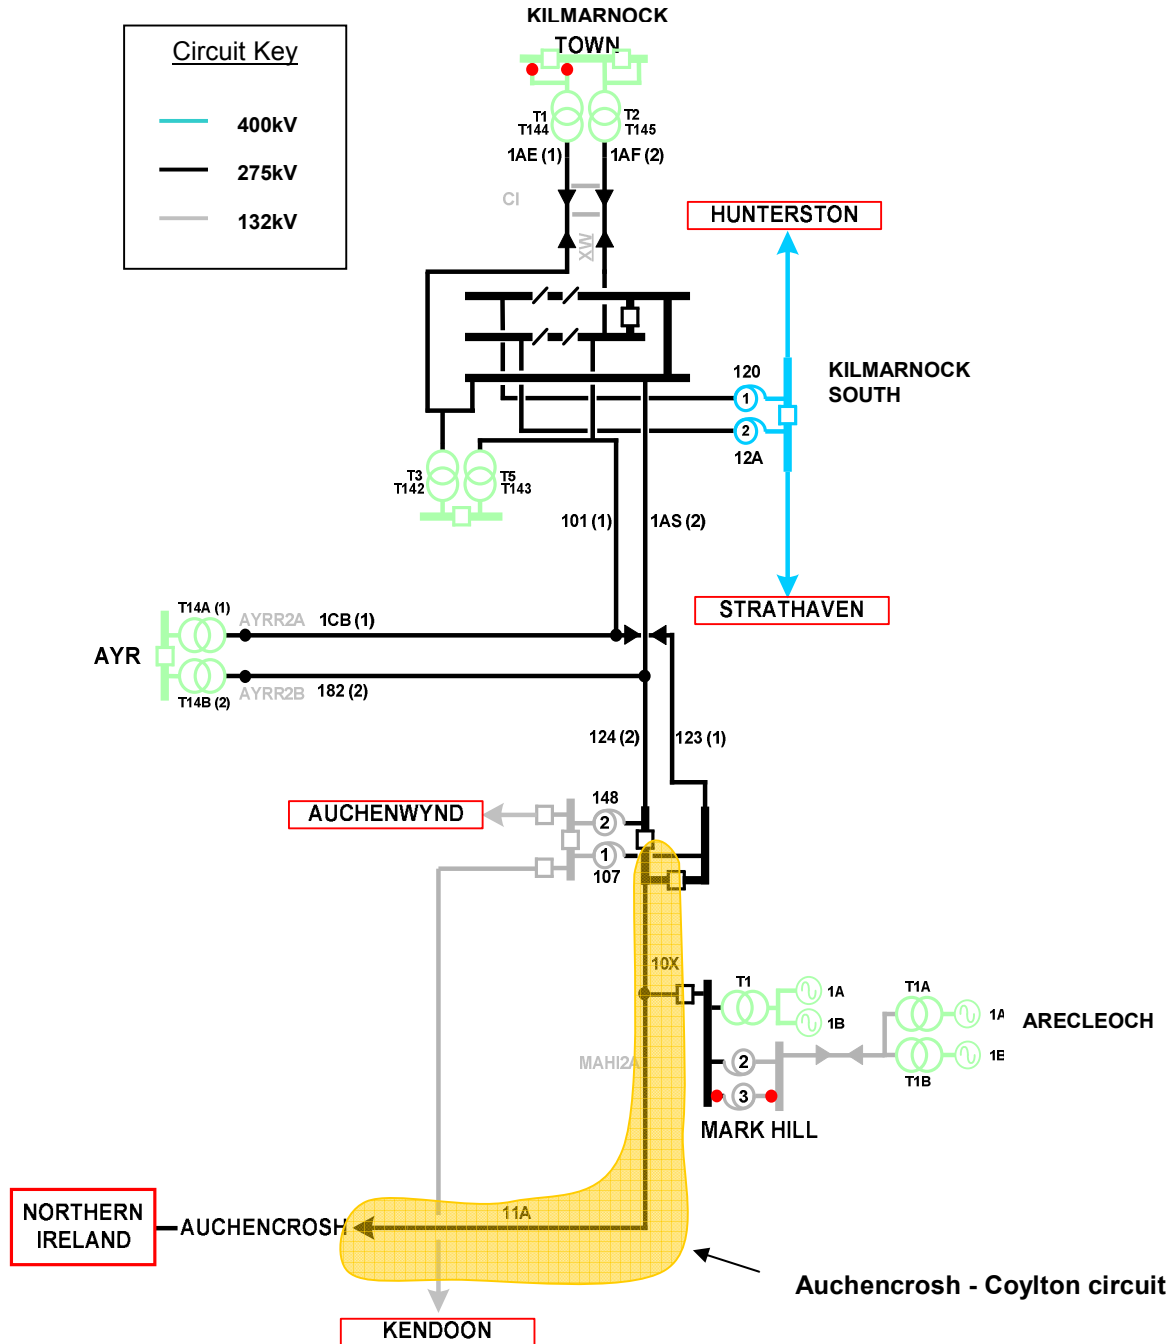 KILMARNOCK
TOWN
Circuit Key
400kV
275kV
132kV
T1
T144
T2
T145
1AE (1)
1AF (2)
CI
XW
HUNTERSTON
120
1
2
12A
KILMARNOCK
SOUTH
T3
T142
T5
T143
101 (1)
1AS (2)
STRATHAVEN
T14A (1)
AYRR2A
1CB (1)
AYR
T14B (2)
AYRR2B
182 (2)
124 (2)
123 (1)
148
AUCHENWYND
2
1
107
10X
T1
1A
1B
T1A
1A
ARECLEOCH
1E
T1B
MAHI2A
2
3
MARK HILL
NORTHERN
IRELAND
AUCHENCROSH
11A
Auchencrosh - Coylton circuit
KENDOON